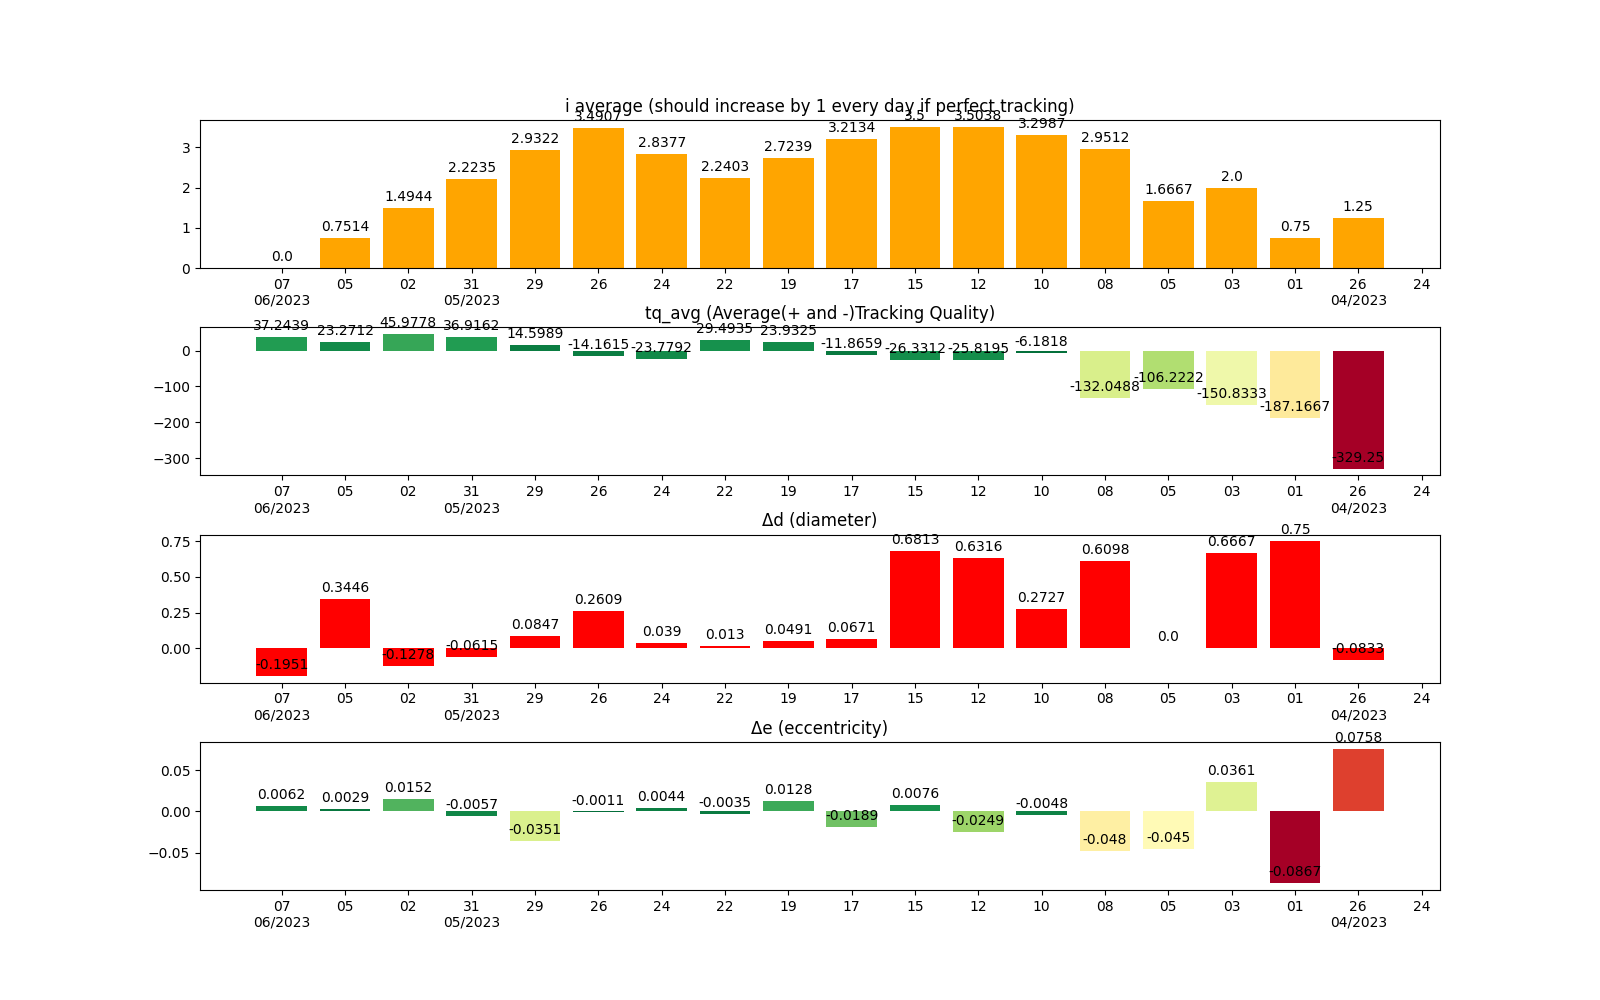 i average (should increase by 1 every day if perfect tracking)
0.0 0.7514 1.4944 2.2235 2.9322 3.4907 2.8377 2.2403 2.7239 3.2134 3.5 3.5038 3.2987 2.9512 1.6667 2.0 0.75 1.25
3
2
1
0
07 05 02 31 29 26 24 22 19 17 15 12 10 08 05 03 01 26 24
06/2023 05/2023 04/2023
tq_avg (Average(+ and -)Tracking Quality)
37.2439 23.2712 45.9778 36.9162 14.5989 -14.1615 -23.7792 29.4935 23.9325 -11.8659 -26.3312 -25.8195 -6.1818 -132.0488 -106.2222 -150.8333 -187.1667 -329.25
0
−100
−200
−300
07 05 02 31 29 26 24 22 19 17 15 12 10 08 05 03 01 26 24
06/2023 05/2023 04/2023
Δd (diameter)
-0.1951 0.3446 -0.1278 -0.0615 0.0847 0.2609 0.039 0.013 0.0491 0.0671 0.6813 0.6316 0.2727 0.6098 0.0 0.6667 0.75 -0.0833
0.75
0.50
0.25
0.00
07 05 02 31 29 26 24 22 19 17 15 12 10 08 05 03 01 26 24
06/2023 05/2023 04/2023
Δe (eccentricity)
0.0062 0.0029 0.0152 -0.0057 -0.0351 -0.0011 0.0044 -0.0035 0.0128 -0.0189 0.0076 -0.0249 -0.0048 -0.048 -0.045 0.0361 -0.0867 0.0758
0.05
0.00
−0.05
07 05 02 31 29 26 24 22 19 17 15 12 10 08 05 03 01 26 24
06/2023 05/2023 04/2023